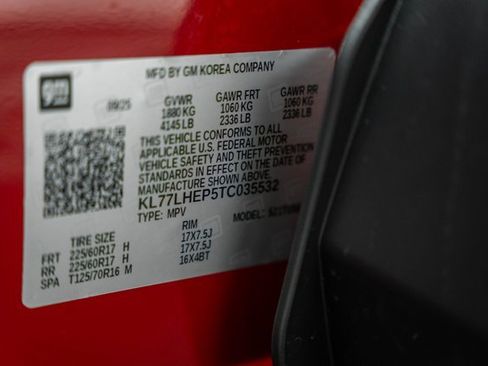 gm
MFD BY GM KOREA COMPANY
09/25
GVWR GAWR FRT GAWR RR
1880 KG 1060 KG 1060 KG
4145 LB 2336 LB 2336 LB
THIS VEHICLE CONFORMS TO ALL
APPLICABLE U.S. FEDERAL MOTOR
VEHICLE SAFETY AND THEFT PREVENTION
STANDARDS IN EFFECT ON THE DATE OF
MANUFACTURE SHOWN ABOVE.
KL77LHEP5TC035532
TYPE: MPV MODEL:
TIRE SIZE RIM
FRT 225/60R17 H 17X7.5J
RR 225/60R17 H 17X7.5J
SPA T125/70R16 M 16X4BT